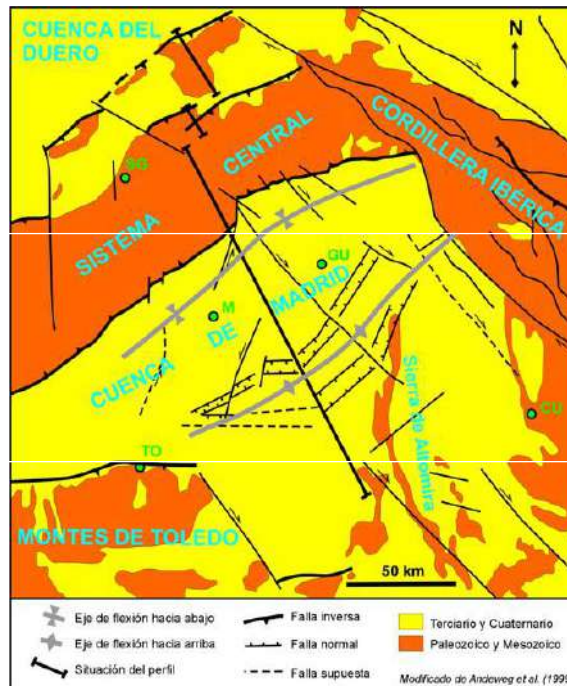 CUENCA DEL
DUERO
N
SG
SISTEMA
CENTRAL
CORDILLERA IBÉRICA
GU
M
CUENCA DE MADRID
Sierra de Altomira
CU
TO
MONTES DE TOLEDO
50 km
Eje de flexión hacia abajo
Eje de flexión hacia arriba
Situación del perfil
Falla inversa
Falla normal
Falla supuesta
Terciario y Cuaternario
Paleozoico y Mesozoico
Modificado de Andeweg et al. (1999